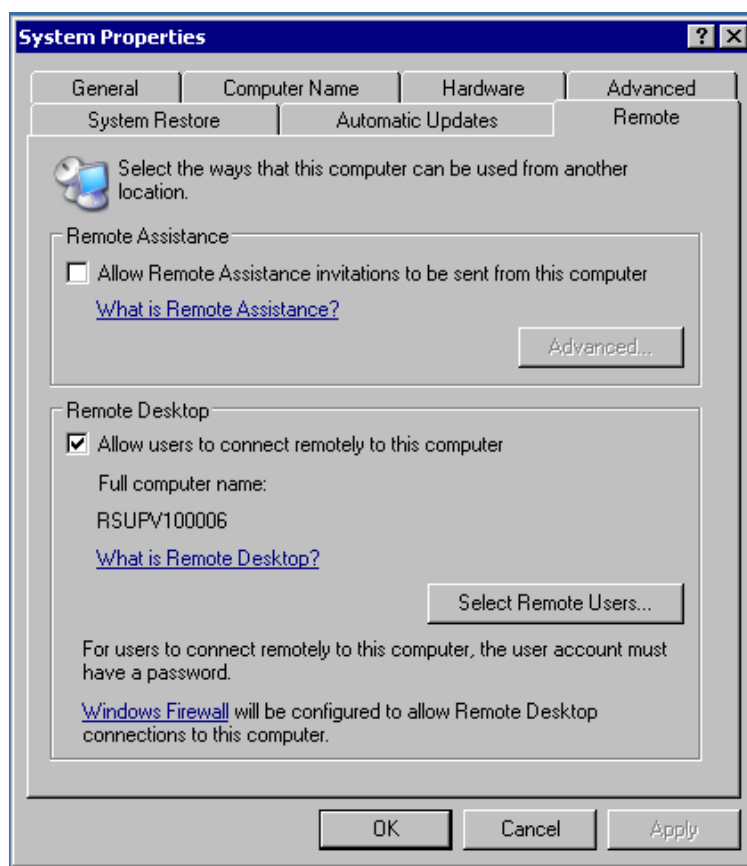 System Properties
General
Computer Name
Hardware
Advanced
System Restore
Automatic Updates
Remote
Select the ways that this computer can be used from another
location.
Remote Assistance
Allow Remote Assistance invitations to be sent from this computer
What is Remote Assistance?
Advanced...
Remote Desktop
Allow users to connect remotely to this computer
Full computer name:
RSUPV100006
What is Remote Desktop?
Select Remote Users...
For users to connect remotely to this computer, the user account must
have a password.
Windows Firewall will be configured to allow Remote Desktop
connections to this computer.
OK
Cancel
Apply